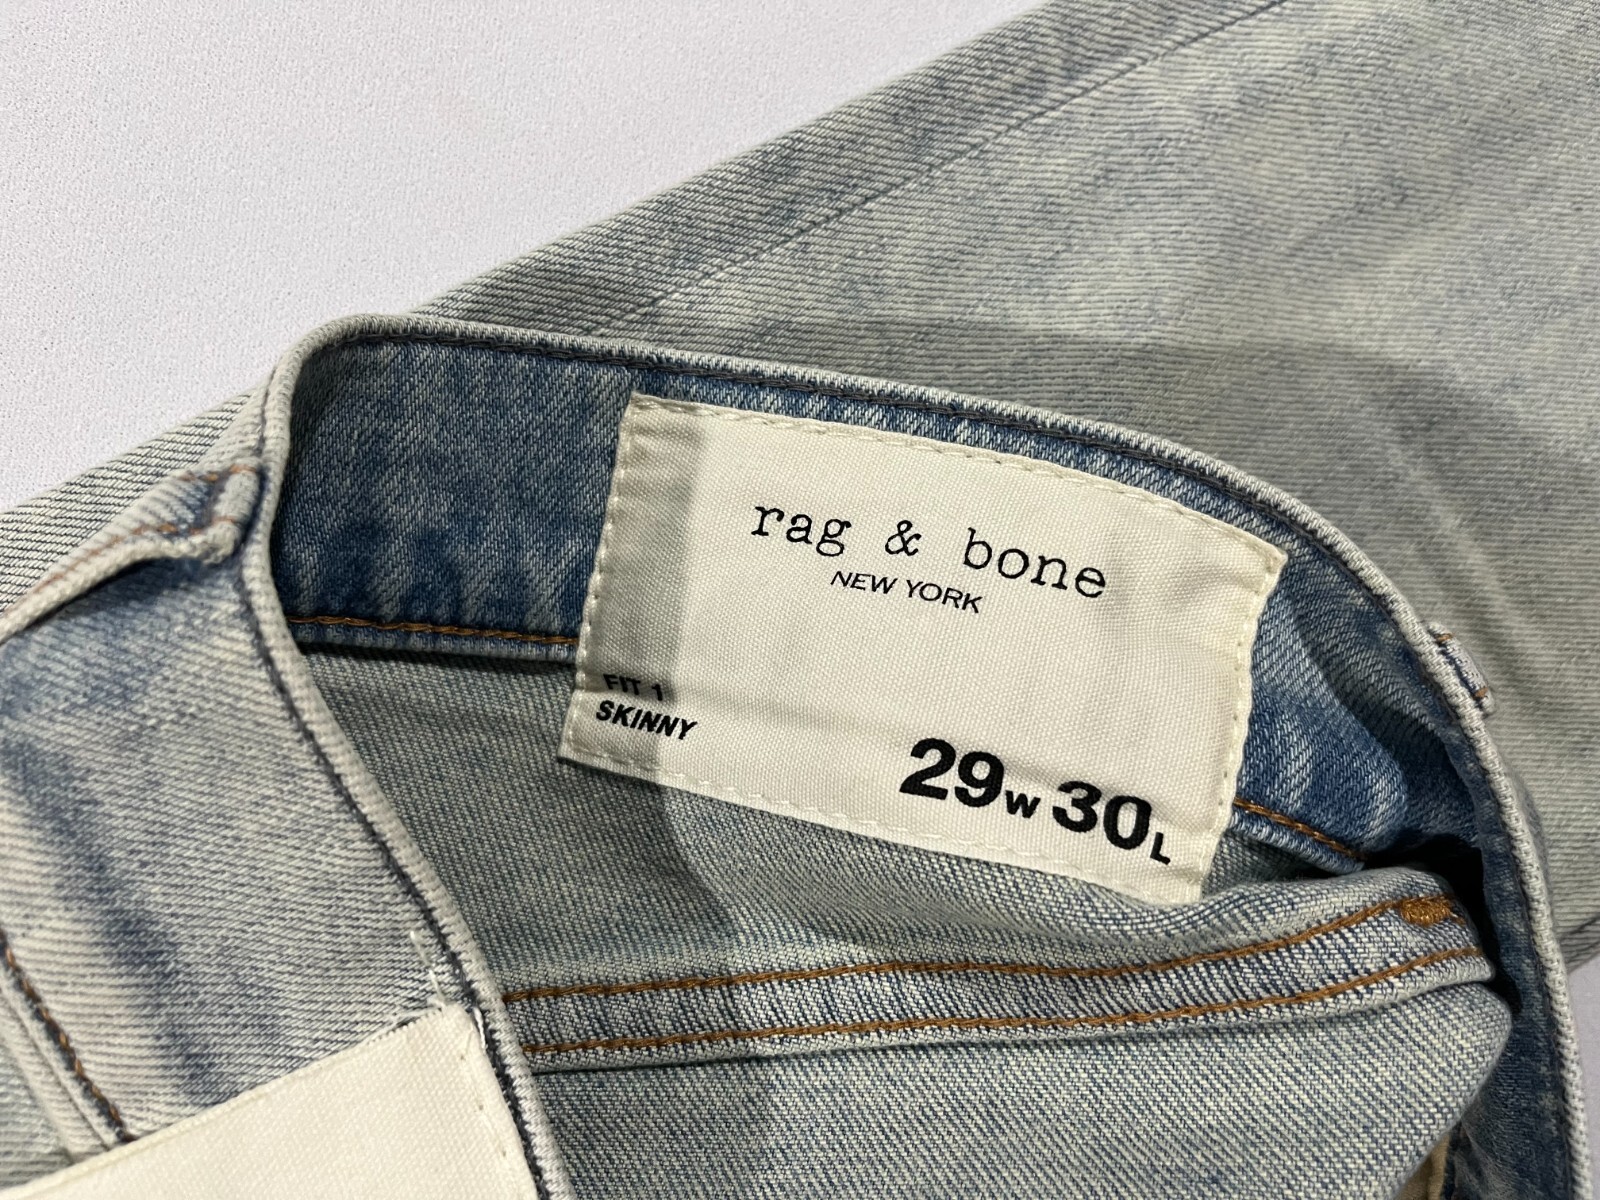 rag & bone
NEW YORK
FIT 1
SKINNY
29W 30L